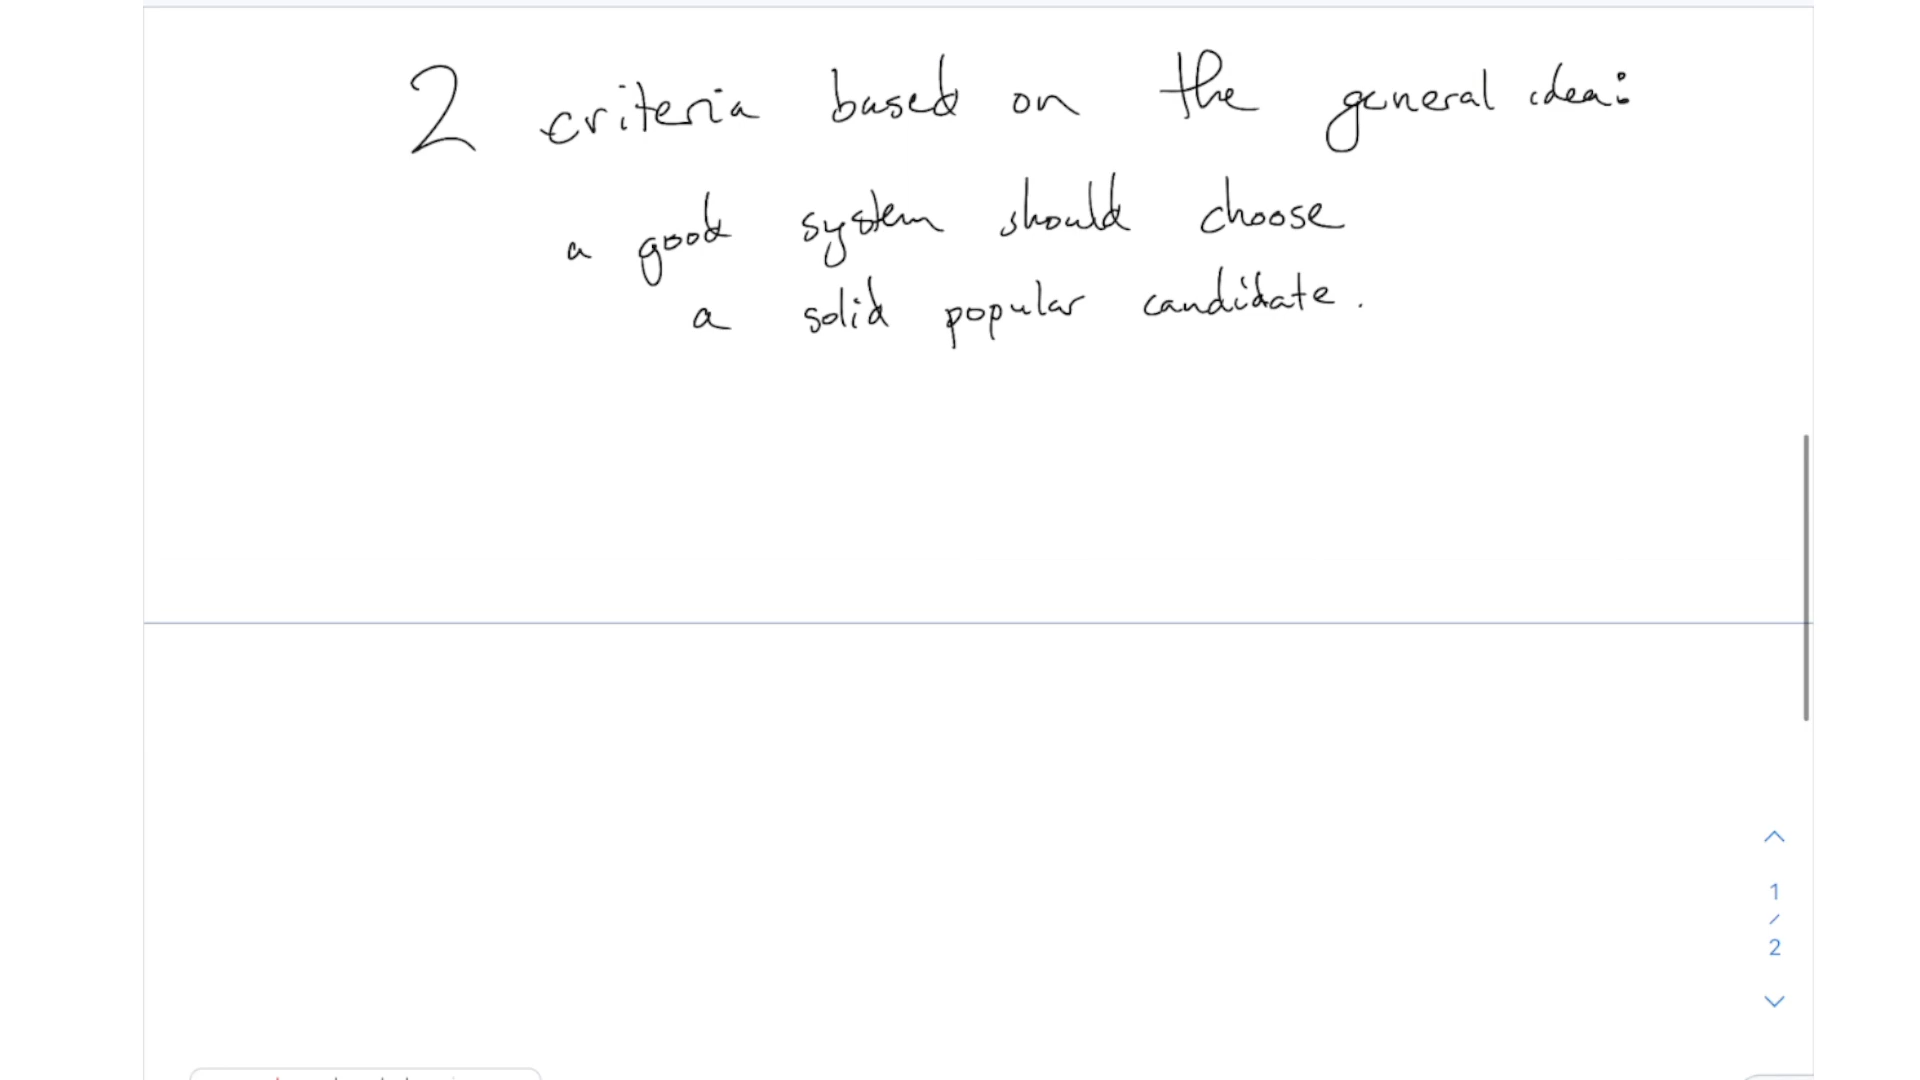 2 criteria based on the general idea:
a good system should choose
a solid popular candidate.
1
/
2